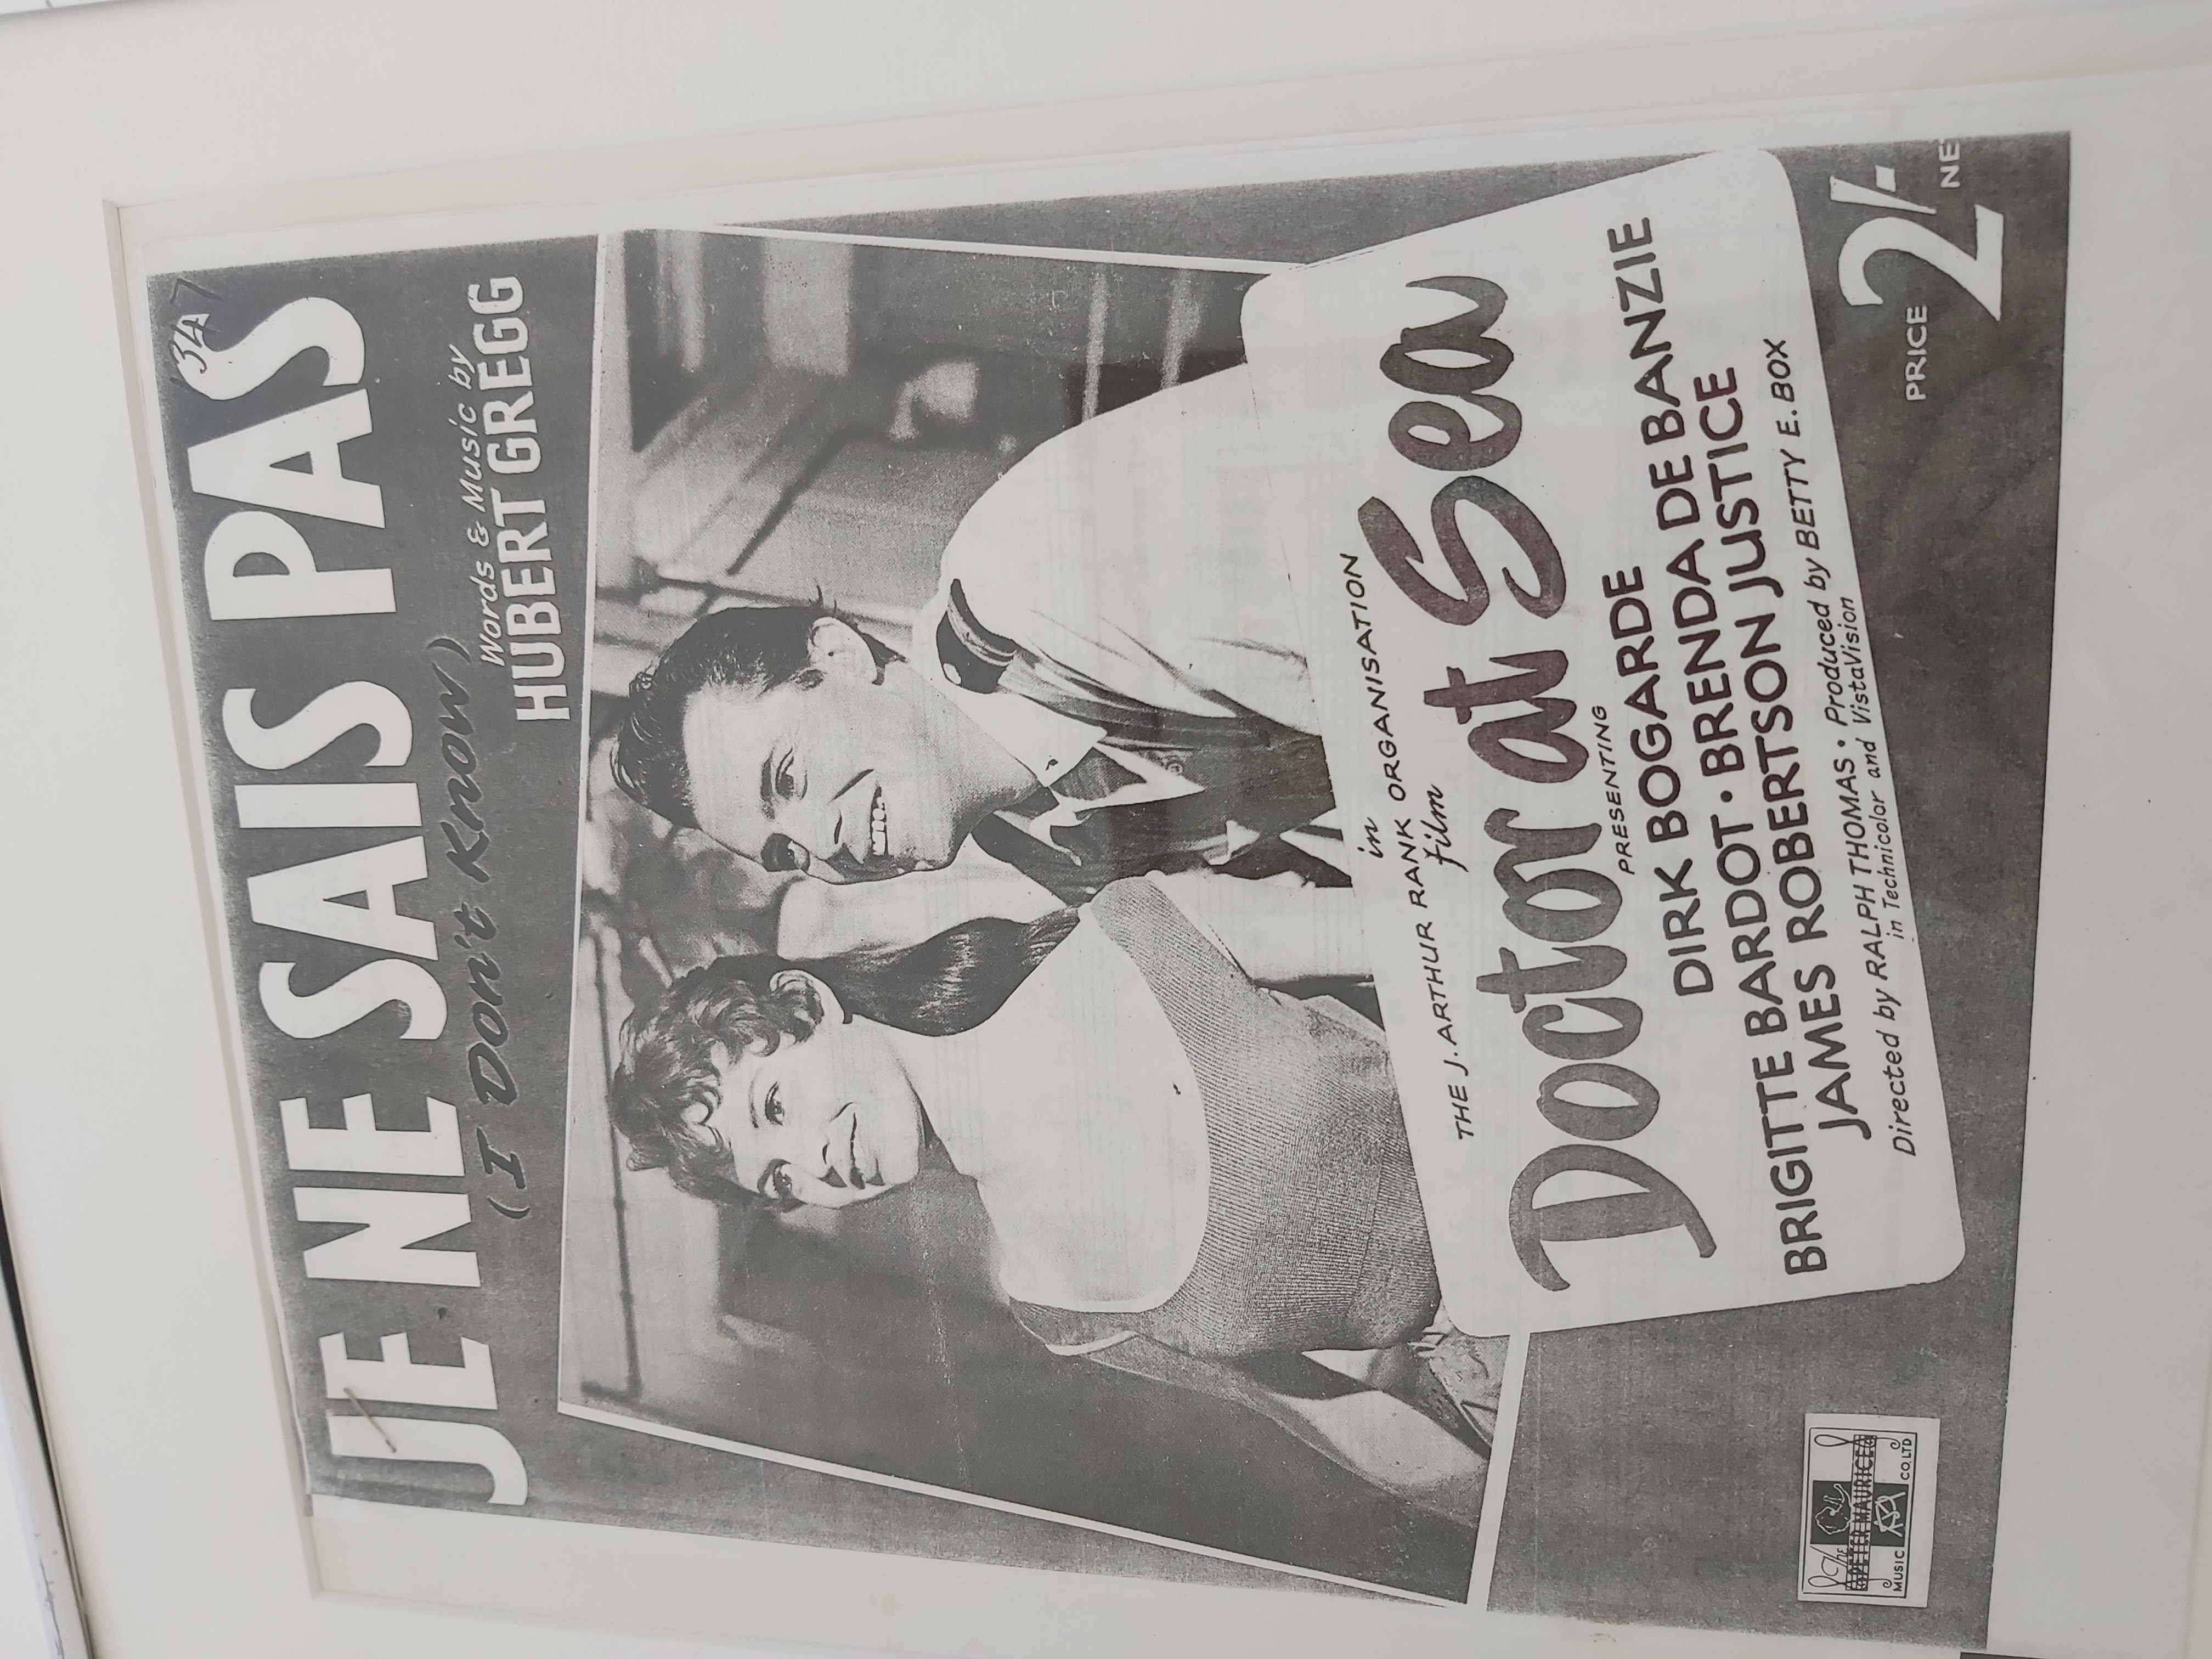 347
JE NE SAIS PAS
(I Don't Know)
Words & Music by
HUBERT GREGG
in
THE J. ARTHUR RANK ORGANISATION
film
Doctor at Sea
PRESENTING
DIRK BOGARDE
BRIGITTE BARDOT • BRENDA DE BANZIE
JAMES ROBERTSON JUSTICE
Directed by RALPH THOMAS • Produced by BETTY E. BOX
in Technicolor and VistaVision
The
PETER MAURICE
MUSIC CO. LTD
PRICE 2/-
NET